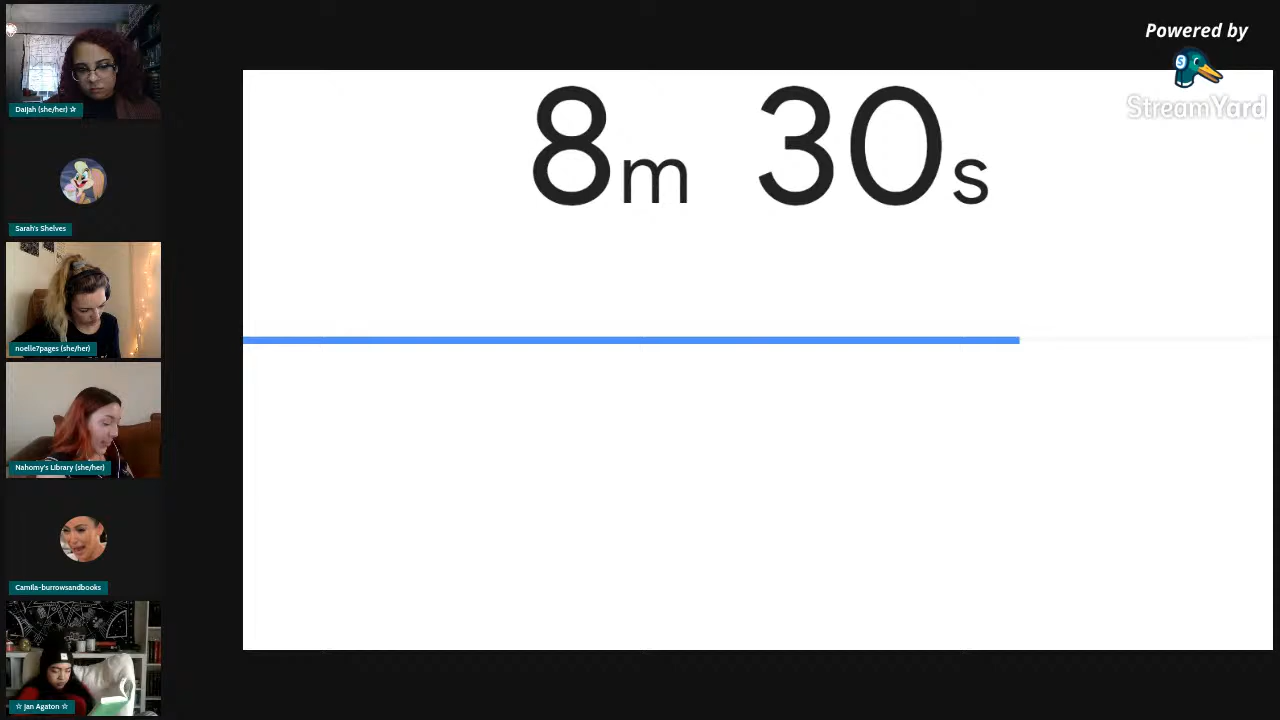 Powered by
StreamYard
8m 30s
Daijah (she/her) ☆
Sarah's Shelves
noelle7pages (she/her)
Nahomy's Library (she/her)
Camila-burrowsandbooks
☆ Jan Agaton ☆